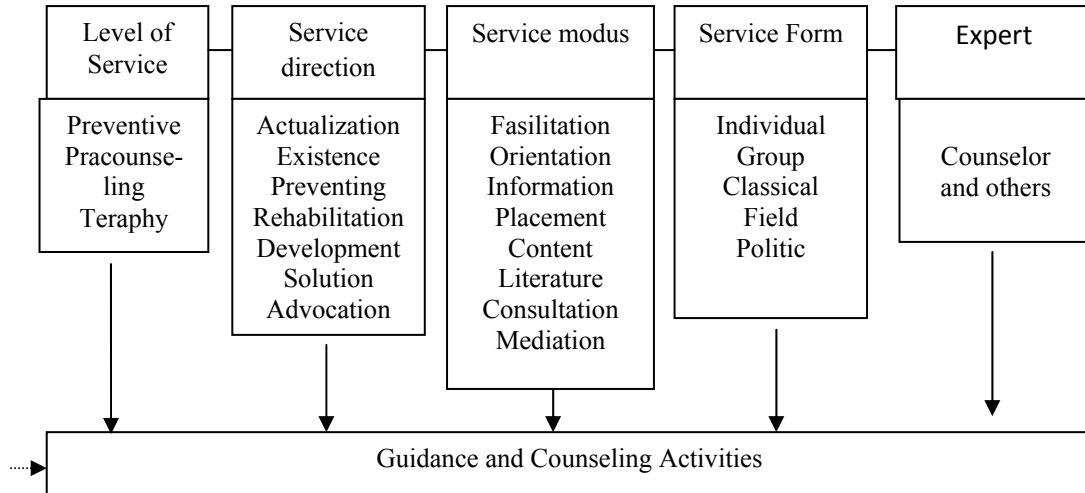 Level of
Service
Preventive
Pracounse-
ling
Teraphy
Service
direction
Actualization
Existence
Preventing
Rehabilitation
Development
Solution
Advocation
Service modus
Fasilitation
Orientation
Information
Placement
Content
Literature
Consultation
Mediation
Service Form
Individual
Group
Classical
Field
Politic
Expert
Counselor
and others
Guidance and Counseling Activities